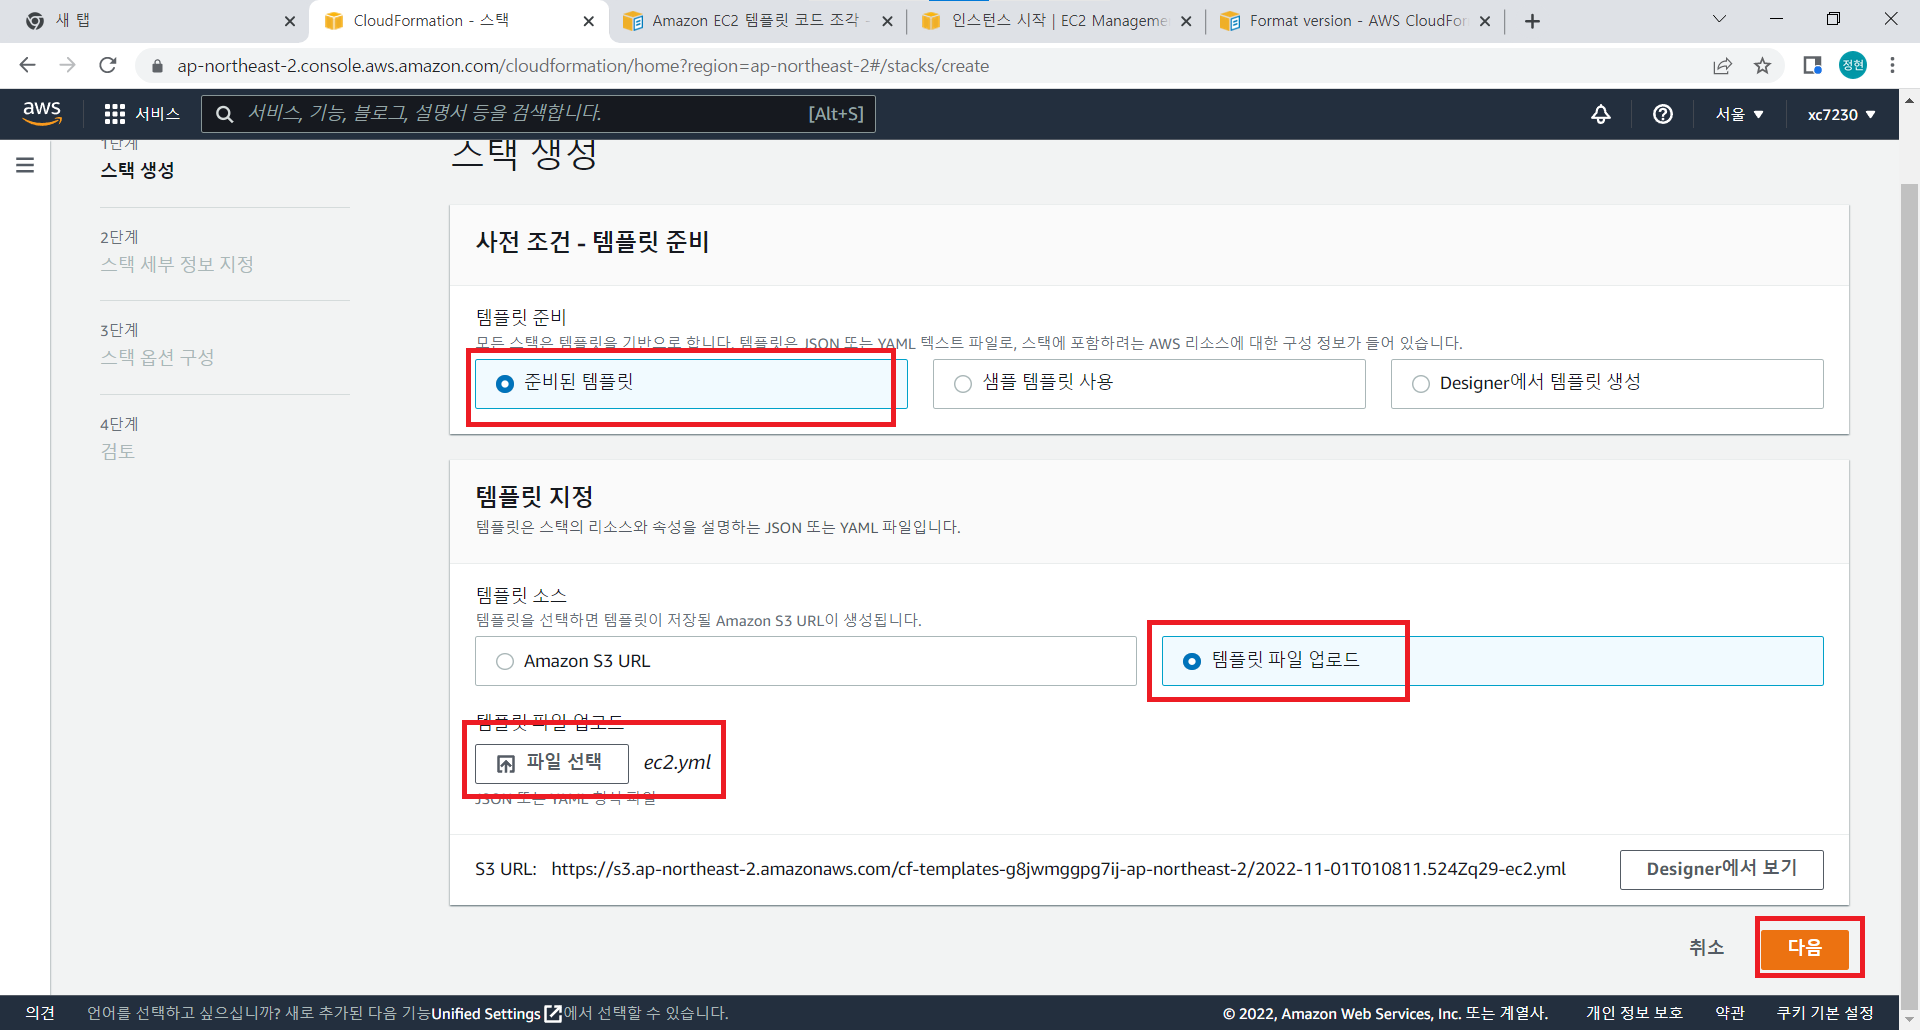 새 탭
CloudFormation - 스택
Amazon EC2 템플릿 코드 조각 -
인스턴스 시작 | EC2 Manageme
Format version - AWS CloudFor
ap-northeast-2.console.aws.amazon.com/cloudformation/home?region=ap-northeast-2#/stacks/create
정현
aws
서비스
서비스, 기능, 블로그, 설명서 등을 검색합니다.
[Alt+S]
서울
xc7230
1단계
스택 생성
2단계
스택 세부 정보 지정
3단계
스택 옵션 구성
4단계
검토
스택 생성
사전 조건 - 템플릿 준비
템플릿 준비
모든 스택은 템플릿을 기반으로 합니다. 템플릿은 JSON 또는 YAML 텍스트 파일로, 스택에 포함하려는 AWS 리소스에 대한 구성 정보가 들어 있습니다.
준비된 템플릿
샘플 템플릿 사용
Designer에서 템플릿 생성
템플릿 지정
템플릿은 스택의 리소스와 속성을 설명하는 JSON 또는 YAML 파일입니다.
템플릿 소스
템플릿을 선택하면 템플릿이 저장될 Amazon S3 URL이 생성됩니다.
Amazon S3 URL
템플릿 파일 업로드
템플릿 파일 업로드
파일 선택
ec2.yml
JSON 또는 YAML 형식 파일
S3 URL: https://s3.ap-northeast-2.amazonaws.com/cf-templates-g8jwmggpg7ij-ap-northeast-2/2022-11-01T010811.524Zq29-ec2.yml
Designer에서 보기
취소
다음
의견
언어를 선택하고 싶으십니까? 새로 추가된 다음 기능Unified Settings에서 선택할 수 있습니다.
© 2022, Amazon Web Services, Inc. 또는 계열사.
개인 정보 보호
약관
쿠키 기본 설정